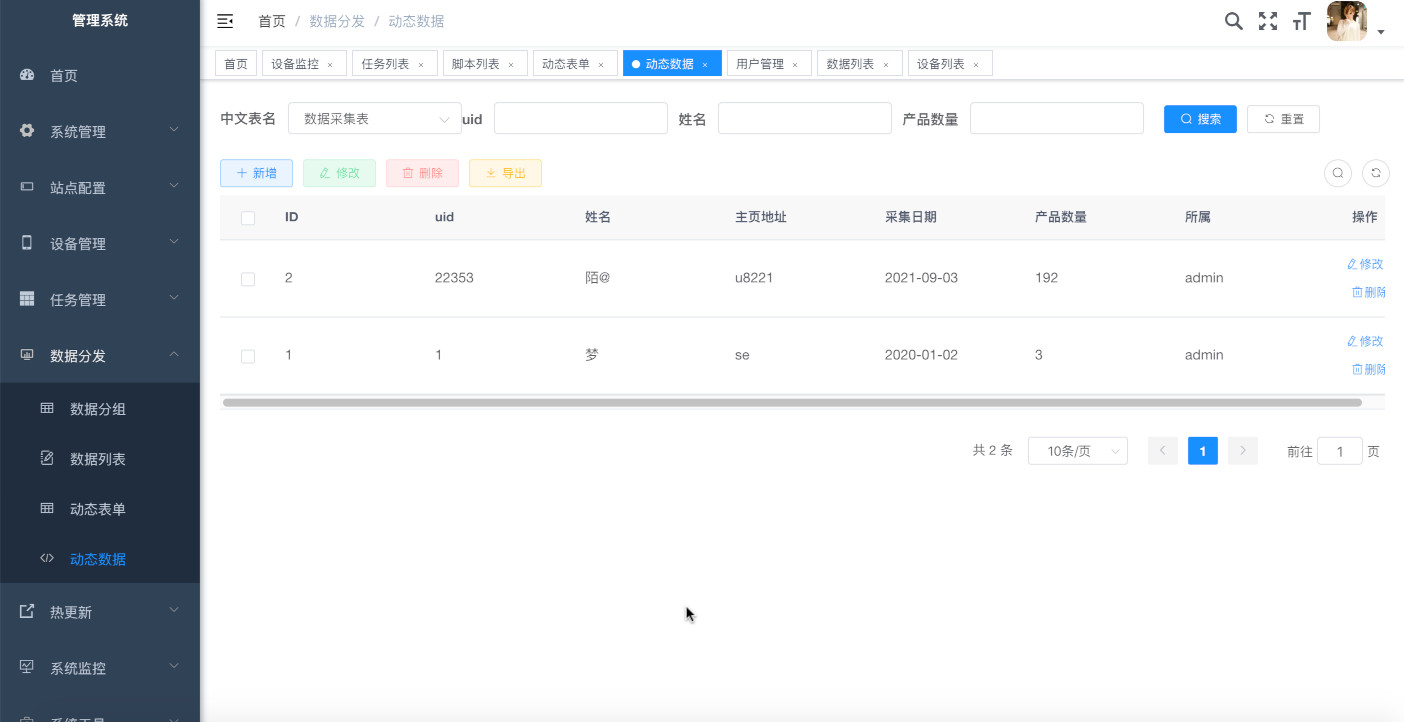 管理系统
首页
系统管理
站点配置
设备管理
任务管理
数据分发
数据分组
数据列表
动态表单
动态数据
热更新
系统监控
系统工具
首页 / 数据分发 / 动态数据
首页 设备监控 × 任务列表 × 脚本列表 × 动态表单 × 动态数据 × 用户管理 × 数据列表 × 设备列表 ×
中文表名 数据采集表 uid 姓名 产品数量 搜索 重置
新增 修改 删除 导出
ID uid 姓名 主页地址 采集日期 产品数量 所属 操作
2 22353 陌@ u8221 2021-09-03 192 admin 修改
删除
1 1 梦 se 2020-01-02 3 admin 修改
删除
共 2 条 10条/页 1 前往 1 页